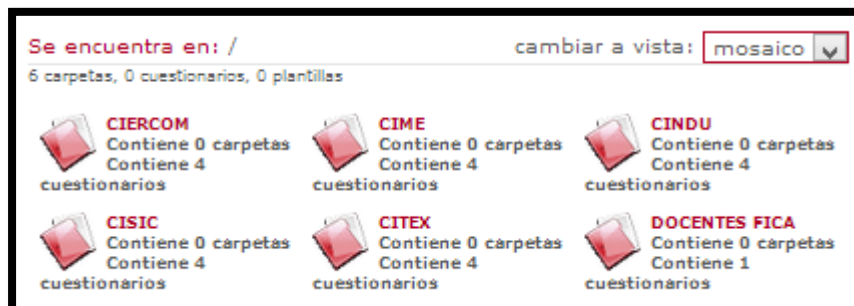 Se encuentra en: / cambiar a vista: mosaico
6 carpetas, 0 cuestionarios, 0 plantillas
CIERCOM CIME CINDU
Contiene 0 carpetas Contiene 0 carpetas Contiene 0 carpetas
Contiene 4 Contiene 4 Contiene 4
cuestionarios cuestionarios cuestionarios
CISIC CITEX DOCENTES FICA
Contiene 0 carpetas Contiene 0 carpetas Contiene 0 carpetas
Contiene 4 Contiene 4 Contiene 1
cuestionarios cuestionarios cuestionarios